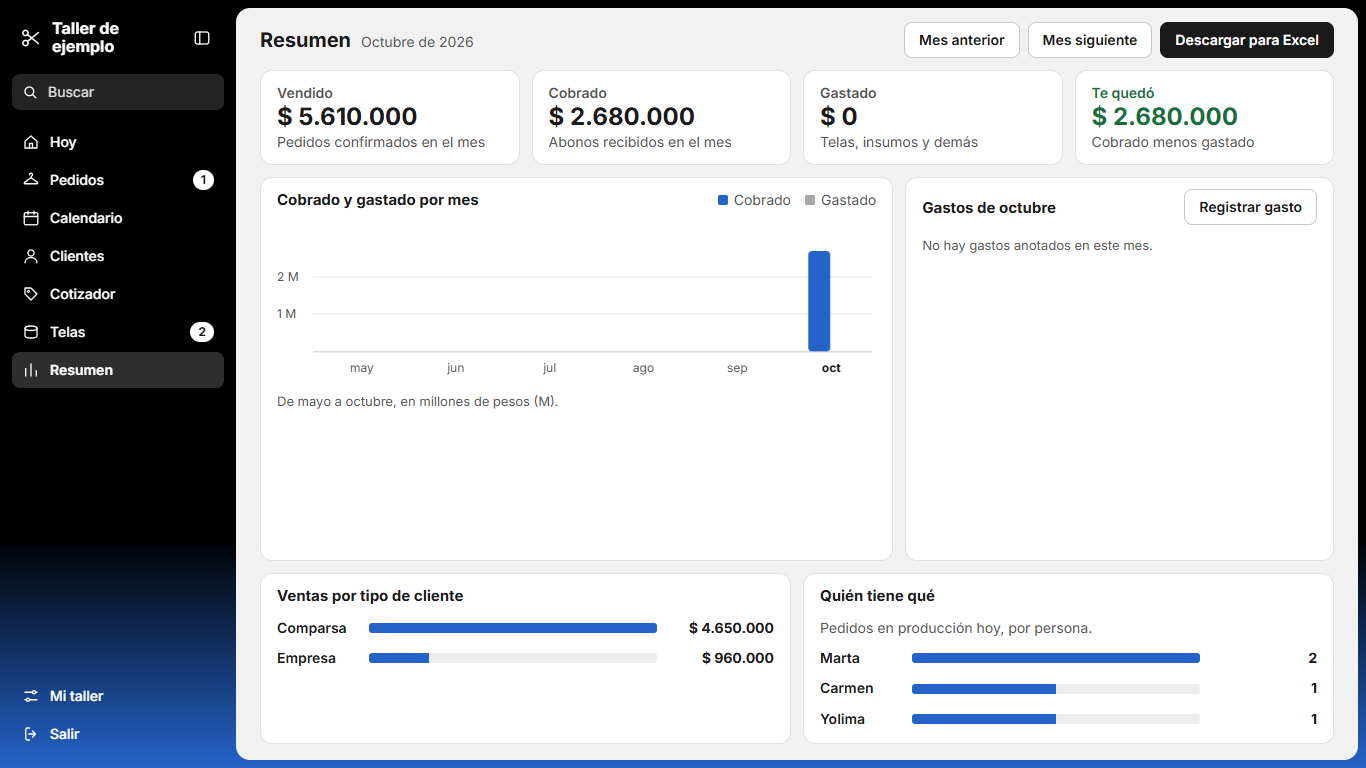 Taller de
ejemplo
Buscar
Hoy
Pedidos 1
Calendario
Clientes
Cotizador
Telas 2
Resumen
Mi taller
Salir
Resumen Octubre de 2026
Mes anterior
Mes siguiente
Descargar para Excel
Vendido
$ 5.610.000
Pedidos confirmados en el mes
Cobrado
$ 2.680.000
Abonos recibidos en el mes
Gastado
$ 0
Telas, insumos y demás
Te quedó
$ 2.680.000
Cobrado menos gastado
Cobrado y gastado por mes
Cobrado Gastado
2 M
1 M
may jun jul ago sep oct
De mayo a octubre, en millones de pesos (M).
Gastos de octubre
Registrar gasto
No hay gastos anotados en este mes.
Ventas por tipo de cliente
Comparsa $ 4.650.000
Empresa $ 960.000
Quién tiene qué
Pedidos en producción hoy, por persona.
Marta 2
Carmen 1
Yolima 1